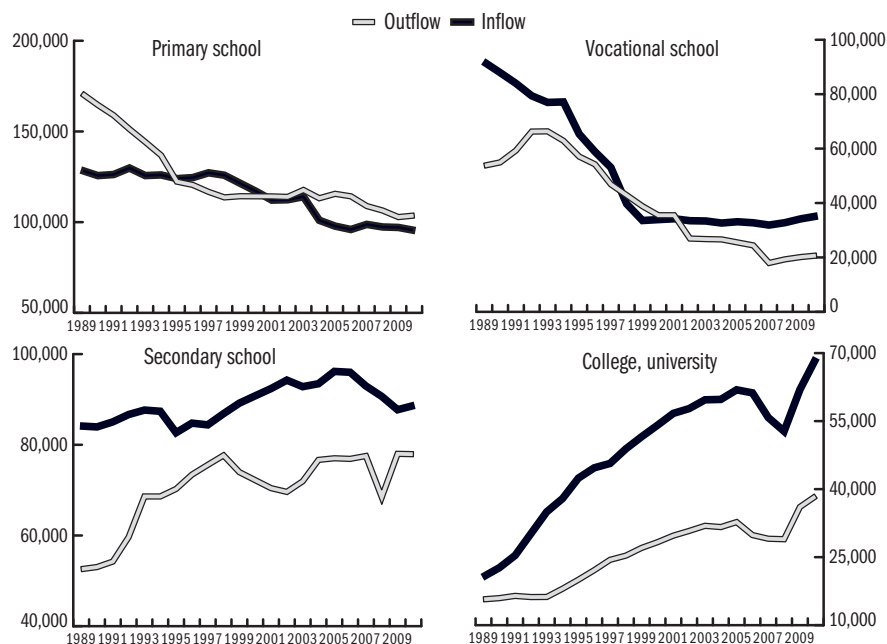 Outflow Inflow
Primary school
200,000
150,000
100,000
50,000
1989 1991 1993 1995 1997 1999 2001 2003 2005 2007 2009
Vocational school
100,000
80,000
60,000
40,000
20,000
0
1989 1991 1993 1995 1997 1999 2001 2003 2005 2007 2009
Secondary school
100,000
80,000
60,000
40,000
1989 1991 1993 1995 1997 1999 2001 2003 2005 2007 2009
College, university
70,000
55,000
40,000
25,000
10,000
1989 1991 1993 1995 1997 1999 2001 2003 2005 2007 2009